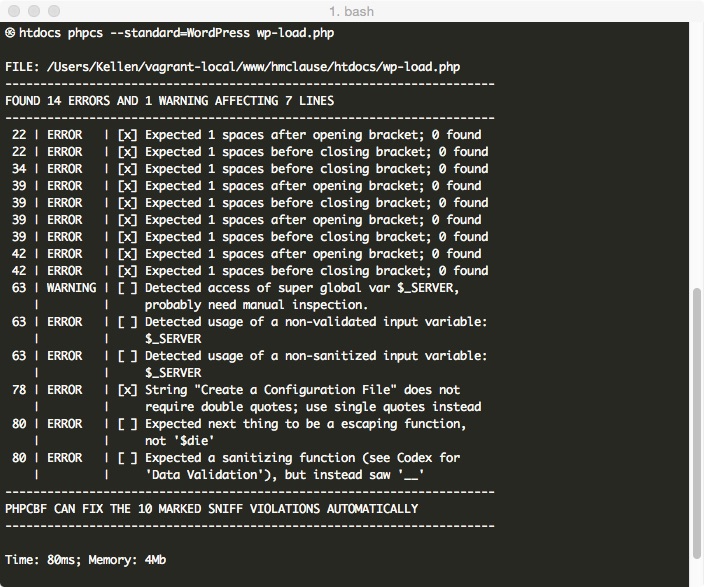 1. bash
htdocs phpcs --standard=WordPress wp-load.php
FILE: /Users/Kellen/vagrant-local/www/hmclause/htdocs/wp-load.php
----------------------------------------------------------------------
FOUND 14 ERRORS AND 1 WARNING AFFECTING 7 LINES
----------------------------------------------------------------------
22 | ERROR | [x] Expected 1 spaces after opening bracket; 0 found
22 | ERROR | [x] Expected 1 spaces before closing bracket; 0 found
34 | ERROR | [x] Expected 1 spaces before closing bracket; 0 found
39 | ERROR | [x] Expected 1 spaces after opening bracket; 0 found
39 | ERROR | [x] Expected 1 spaces before closing bracket; 0 found
39 | ERROR | [x] Expected 1 spaces after opening bracket; 0 found
39 | ERROR | [x] Expected 1 spaces before closing bracket; 0 found
42 | ERROR | [x] Expected 1 spaces after opening bracket; 0 found
42 | ERROR | [x] Expected 1 spaces before closing bracket; 0 found
63 | WARNING | [ ] Detected access of super global var $_SERVER,
| | probably need manual inspection.
63 | ERROR | [ ] Detected usage of a non-validated input variable:
| | $_SERVER
63 | ERROR | [ ] Detected usage of a non-sanitized input variable:
| | $_SERVER
78 | ERROR | [x] String "Create a Configuration File" does not
| | require double quotes; use single quotes instead
80 | ERROR | [ ] Expected next thing to be a escaping function,
| | not '$die'
80 | ERROR | [ ] Expected a sanitizing function (see Codex for
| | 'Data Validation'), but instead saw '__'
----------------------------------------------------------------------
PHPCBF CAN FIX THE 10 MARKED SNIFF VIOLATIONS AUTOMATICALLY
----------------------------------------------------------------------
Time: 80ms; Memory: 4Mb